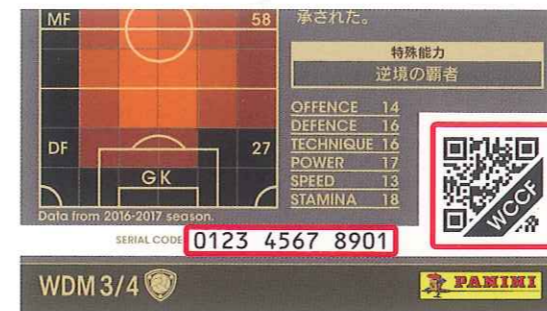 MF 58
承された。
特殊能力
逆境の覇者
OFFENCE 14
DEFENCE 16
TECHNIQUE 16
POWER 17
SPEED 13
STAMINA 18
DF 27
GK
Data from 2016-2017 season.
WCCF
SERIAL CODE 0123 4567 8901
WDM 3/4
PANINI